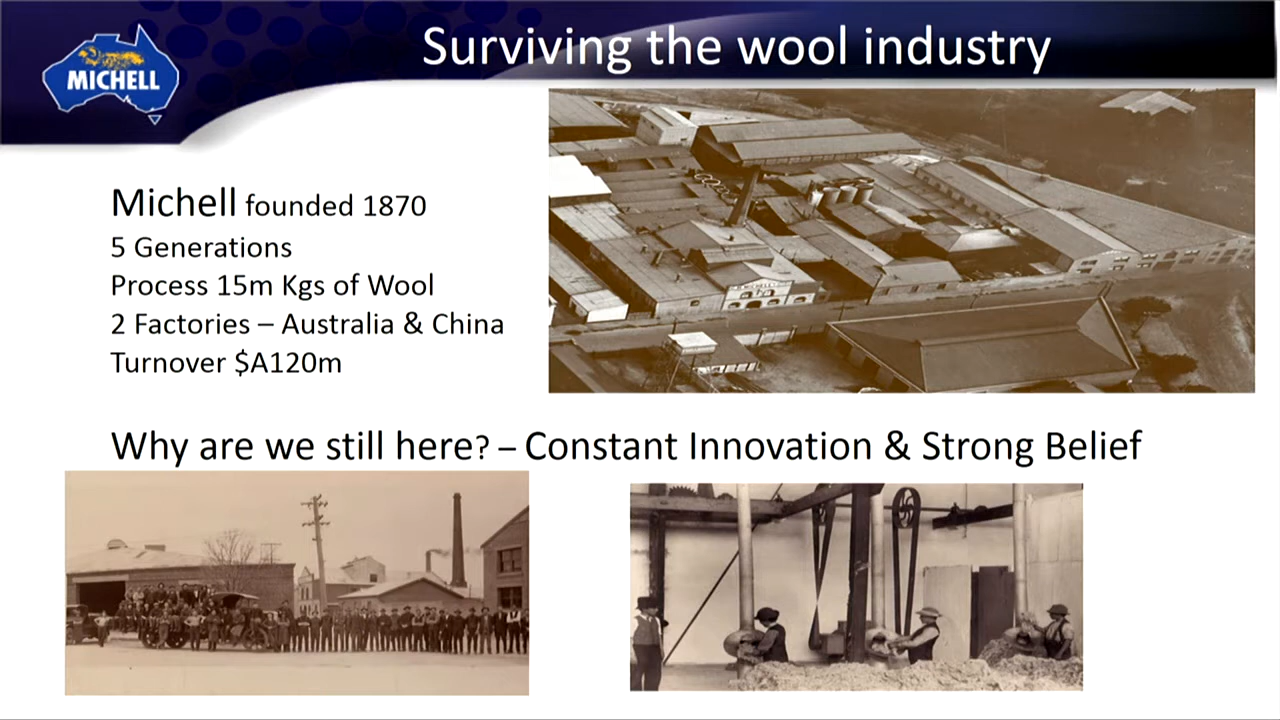 MICHELL
Surviving the wool industry
Michell founded 1870
5 Generations
Process 15m Kgs of Wool
2 Factories – Australia & China
Turnover $A120m
Why are we still here? – Constant Innovation & Strong Belief